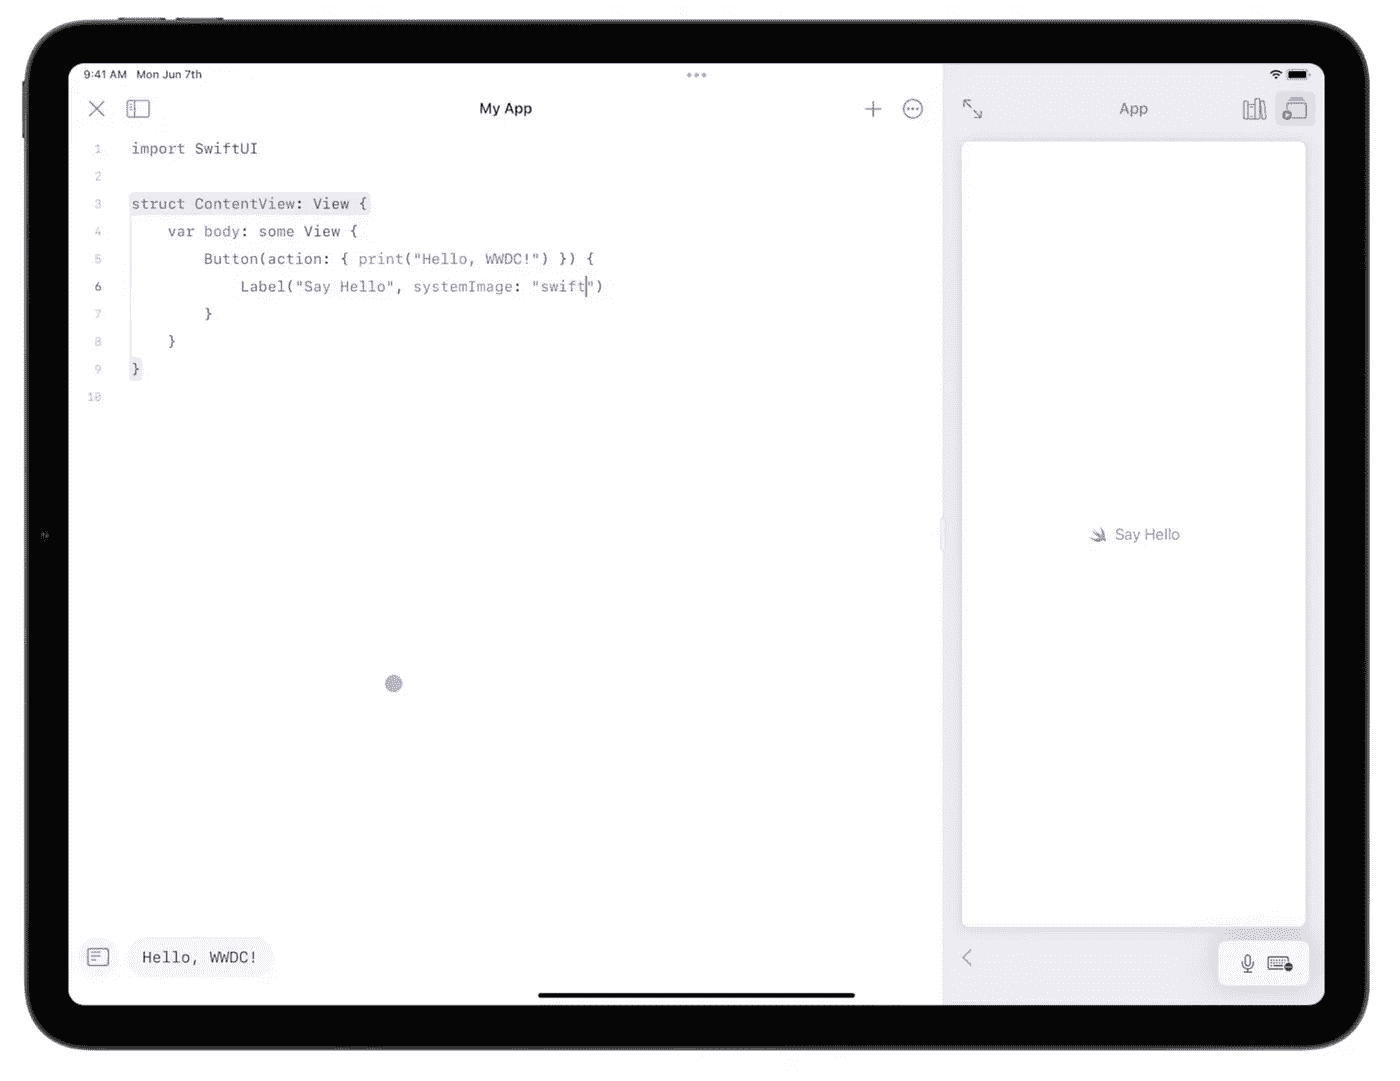 9:41 AM Mon Jun 7th
My App
App
1 import SwiftUI
2
3 struct ContentView: View {
4 var body: some View {
5 Button(action: { print("Hello, WWDC!") }) {
6 Label("Say Hello", systemImage: "swift")
7 }
8 }
9 }
10
Say Hello
Hello, WWDC!